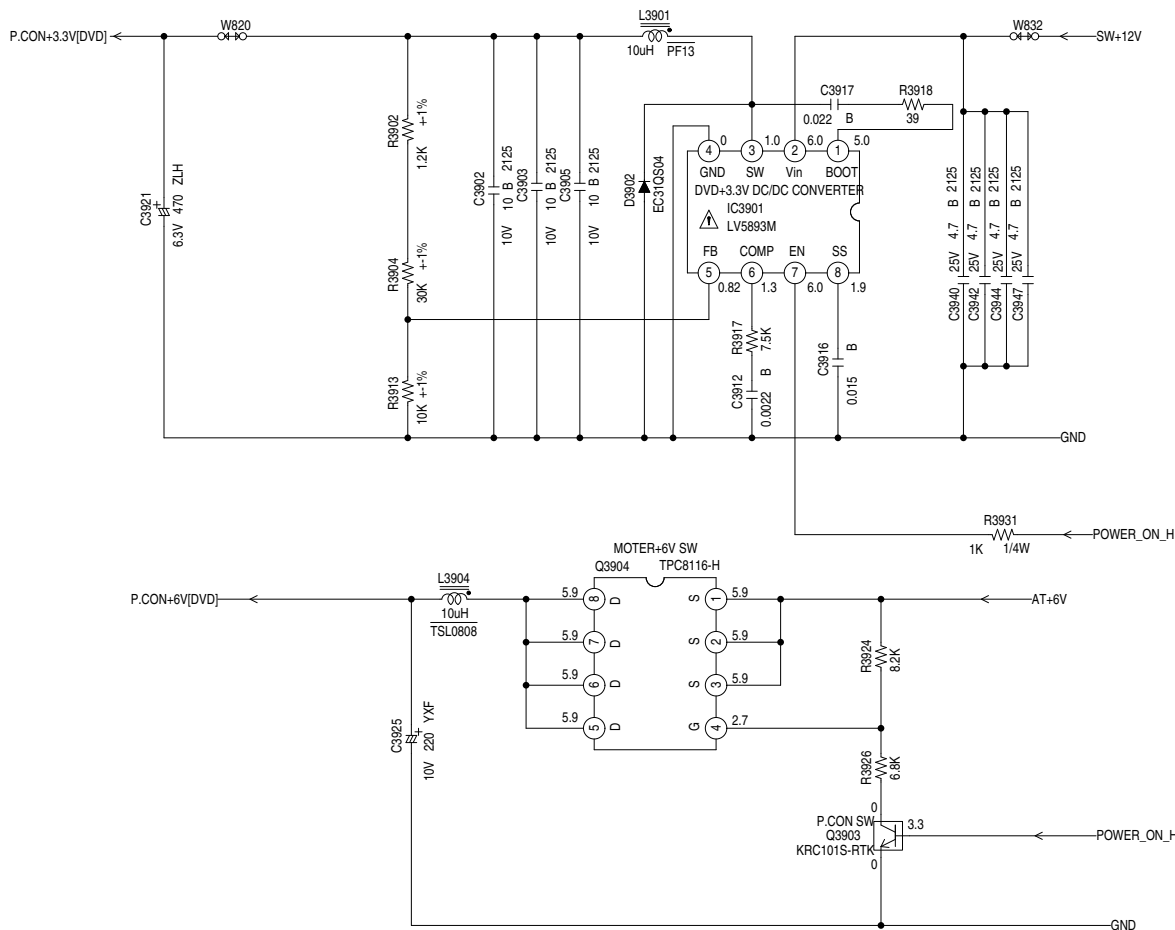 W820
L3901
W832
P.CON+3.3V[DVD]
10uH
PF13
SW+12V
R3902
+-1%
1.2K
C3917
R3918
0.022
B
39
4
0
3
1.0
2
6.0
1
5.0
GND
SW
Vin
BOOT
DVD+3.3V DC/DC CONVERTER
IC3901
LV5893M
FB
COMP
EN
SS
5
0.82
6
1.3
7
6.0
8
1.9
C3921
6.3V 470 ZLH
R3904
+-1%
30K
C3902
10V 10 B 2125
C3903
10V 10 B 2125
C3905
10V 10 B 2125
D3902
EC31QS04
C3940
25V 4.7 B 2125
C3942
25V 4.7 B 2125
C3944
25V 4.7 B 2125
C3947
25V 4.7 B 2125
R3917
7.5K
C3912
B
0.0022
C3916
B
0.015
R3913
+-1%
10K
GND
R3931
1K
1/4W
POWER_ON_H
MOTER+6V SW
Q3904
TPC8116-H
L3904
P.CON+6V[DVD]
10uH
TSL0808
5.9
8
D
S
1
5.9
AT+6V
5.9
7
D
S
2
5.9
R3924
8.2K
5.9
6
D
S
3
5.9
5.9
5
D
G
4
2.7
C3925
10V 220 YXF
R3926
6.8K
0
P.CON SW
3.3
Q3903
POWER_ON_H
KRC101S-RTK
0
GND